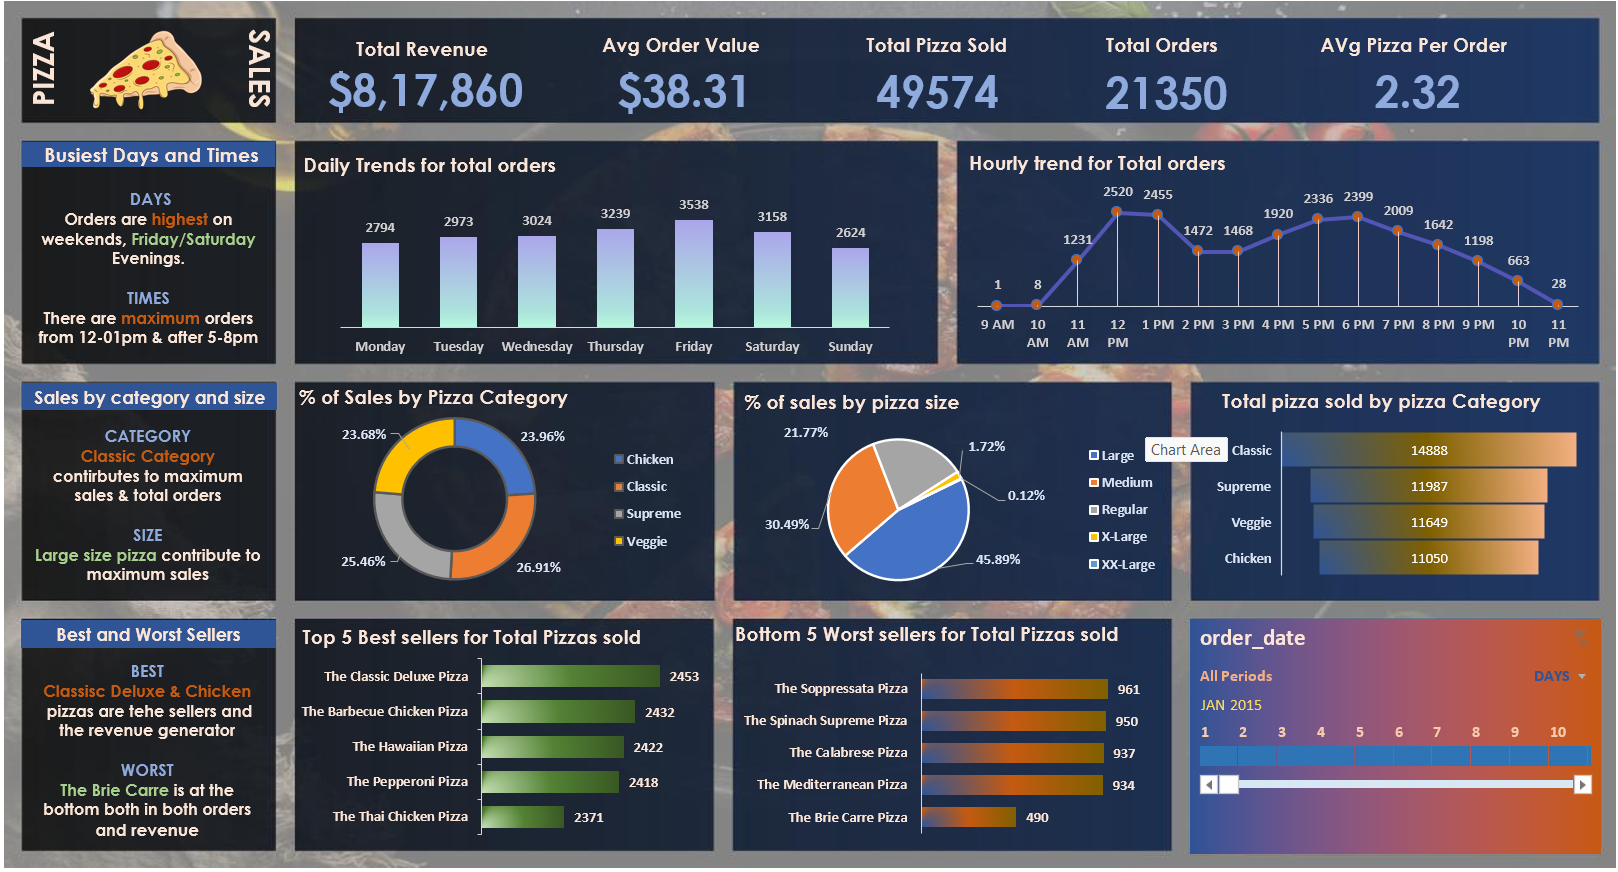 PIZZA
SALES
Total Revenue
$8,17,860
Avg Order Value
$38.31
Total Pizza Sold
49574
Total Orders
21350
AVg Pizza Per Order
2.32
Busiest Days and Times
DAYS
Orders are highest on
weekends, Friday/Saturday
Evenings.
TIMES
There are maximum orders
from 12-01pm & after 5-8pm
Daily Trends for total orders
2794
2973
3024
3239
3538
3158
2624
Monday
Tuesday
Wednesday
Thursday
Friday
Saturday
Sunday
Hourly trend for Total orders
1
8
1231
2520
2455
1472
1468
1920
2336
2399
2009
1642
1198
663
28
9 AM
10
AM
11
AM
12
PM
1 PM
2 PM
3 PM
4 PM
5 PM
6 PM
7 PM
8 PM
9 PM
10
PM
11
PM
Sales by category and size
CATEGORY
Classic Category
contirbutes to maximum
sales & total orders
SIZE
Large size pizza contribute to
maximum sales
% of Sales by Pizza Category
23.68%
23.96%
25.46%
26.91%
Chicken
Classic
Supreme
Veggie
% of sales by pizza size
21.77%
1.72%
0.12%
30.49%
45.89%
Large
Medium
Regular
X-Large
XX-Large
Chart Area
Total pizza sold by pizza Category
Classic
14888
Supreme
11987
Veggie
11649
Chicken
11050
Best and Worst Sellers
BEST
Classisc Deluxe & Chicken
pizzas are tehe sellers and
the revenue generator
WORST
The Brie Carre is at the
bottom both in both orders
and revenue
Top 5 Best sellers for Total Pizzas sold
The Classic Deluxe Pizza
2453
The Barbecue Chicken Pizza
2432
The Hawaiian Pizza
2422
The Pepperoni Pizza
2418
The Thai Chicken Pizza
2371
Bottom 5 Worst sellers for Total Pizzas sold
The Soppressata Pizza
961
The Spinach Supreme Pizza
950
The Calabrese Pizza
937
The Mediterranean Pizza
934
The Brie Carre Pizza
490
order_date
All Periods
DAYS
JAN 2015
1 2 3 4 5 6 7 8 9 10